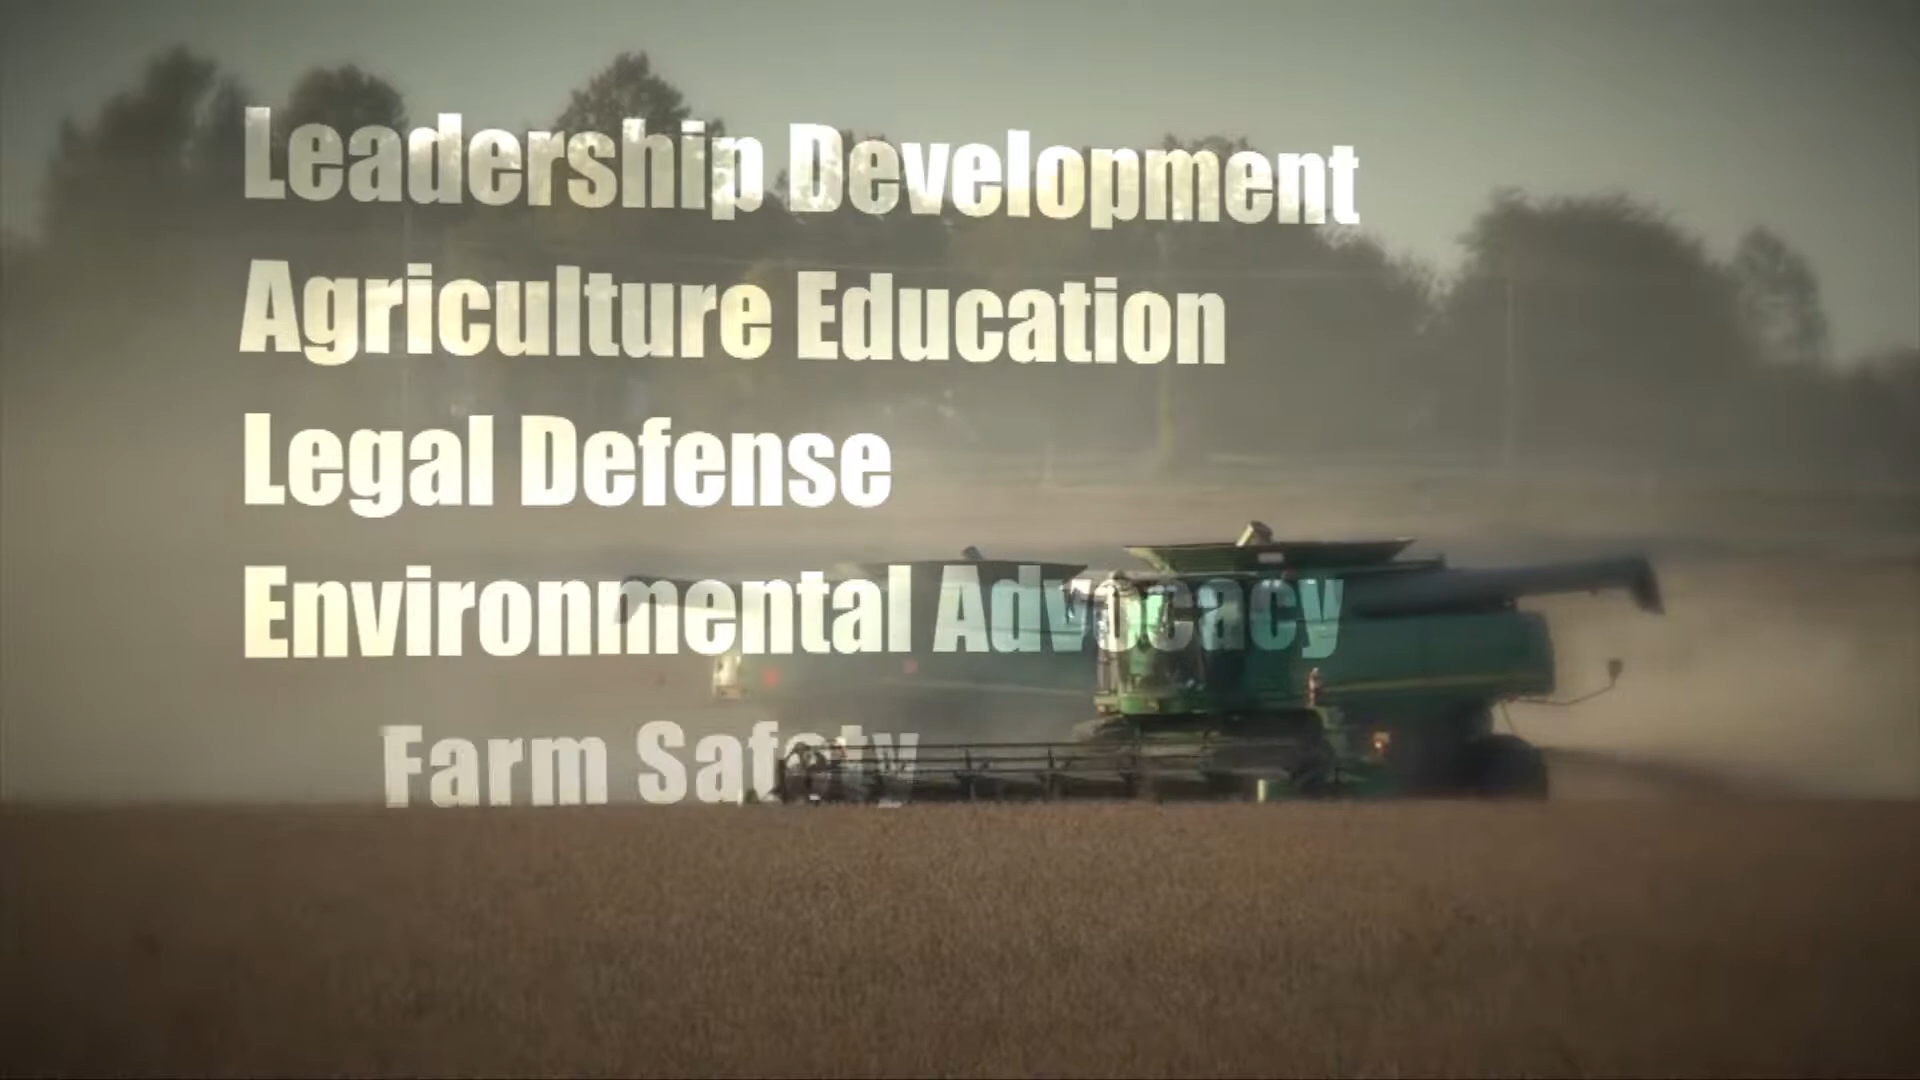 Leadership Development
Agriculture Education
Legal Defense
Environmental Advocacy
Farm Safety